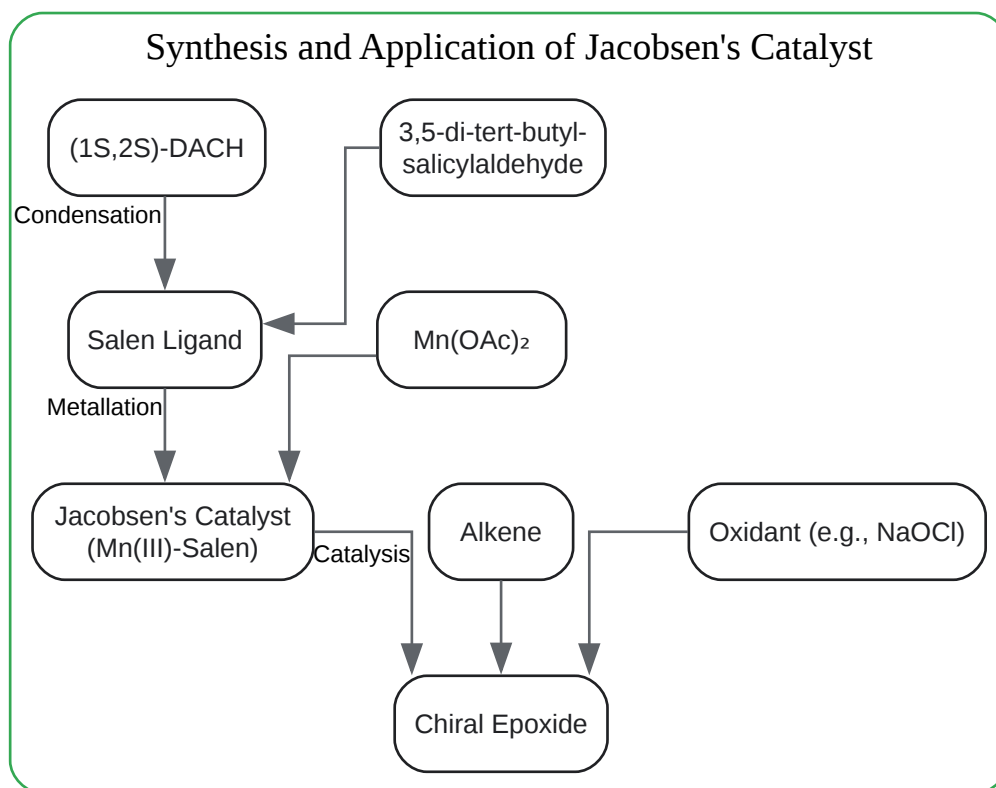 Synthesis and Application of Jacobsen's Catalyst
(1S,2S)-DACH
3,5-di-tert-butyl-
salicylaldehyde
Condensation
Salen Ligand
Mn(OAc)₂
Metallation
Jacobsen's Catalyst
(Mn(III)-Salen)
Catalysis
Alkene
Oxidant (e.g., NaOCl)
Chiral Epoxide